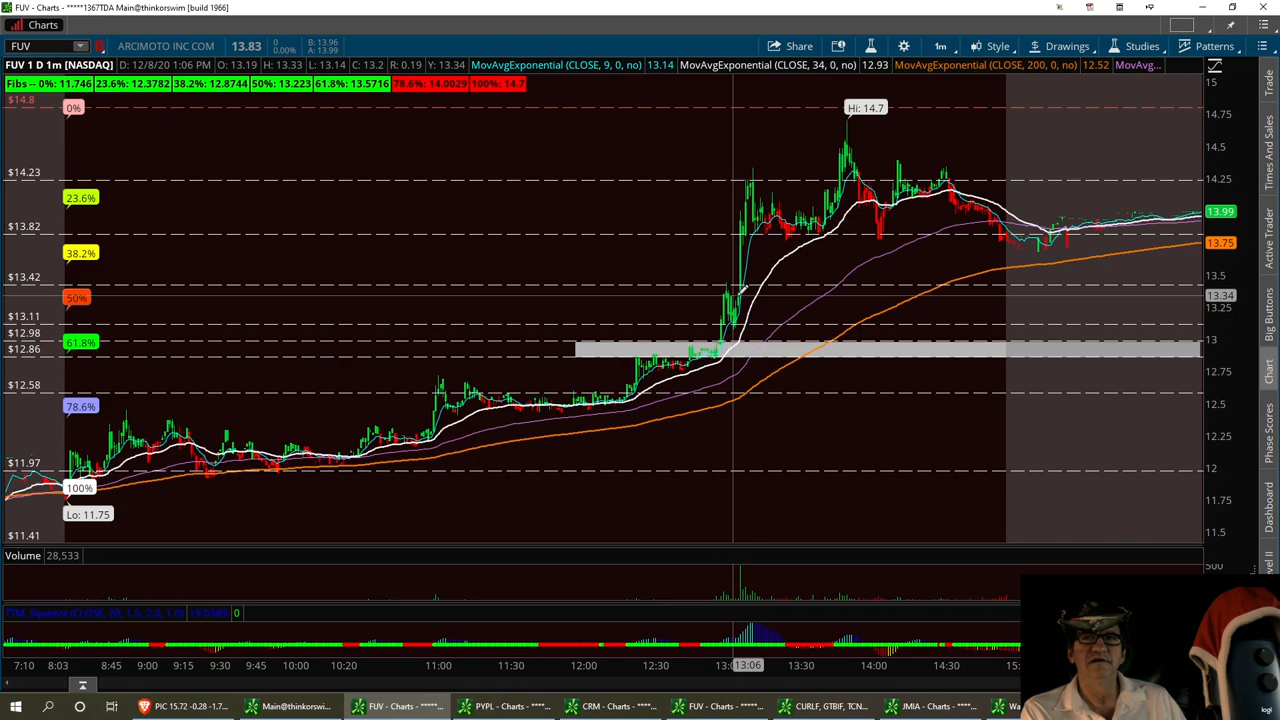 FUV - Charts - *****1367TDA Main@thinkorswim [build 1966]
Charts
FUV ARCIMOTO INC COM 13.83 0 0.00% B: 13.96 A: 13.99 Share 1m Style Drawings Studies Patterns
FUV 1 D 1m [NASDAQ] D: 12/8/20 1:06 PM O: 13.19 H: 13.33 L: 13.14 C: 13.2 R: 0.19 Y: 13.34 MovAvgExponential (CLOSE, 9, 0, no) 13.14 MovAvgExponential (CLOSE, 34, 0, no) 12.93 MovAvgExponential (CLOSE, 200, 0, no) 12.52 MovAvg...
Fibs -- 0%: 11.746 23.6%: 12.3782 38.2%: 12.8744 50%: 13.223 61.8%: 13.5716 78.6%: 14.0029 100%: 14.7
15
$14.8
0%
Hi: 14.7
14.75
14.5
$14.23
14.25
23.6%
13.99
$13.82
13.75
38.2%
$13.42
13.5
50%
13.34
$13.11
$12.98
61.8%
13
$12.86
12.75
$12.58
78.6%
12.5
12.25
$11.97
12
100%
11.75
Lo: 11.75
$11.41
11.5
Volume 28,533
500
TTM_Squeeze (CLOSE, 20, 1.5, 2.0, 1.0) 0
7:10 8:03 8:45 9:00 9:15 9:30 9:45 10:00 10:20 11:00 11:30 12:00 12:30 13:06 13:30 14:00 14:30
Trade
Times And Sales
Active Trader
Big Buttons
Chart
Phase Scores
Dashboard
PIC 15.72 -0.28 -1.7...
Main@thinkorswim...
FUV - Charts - *****...
PYPL - Charts - ****...
CRM - Charts - *****...
FUV - Charts - *****...
CURLF, GTBIF, TCN...
JMIA - Charts - ****...
logi